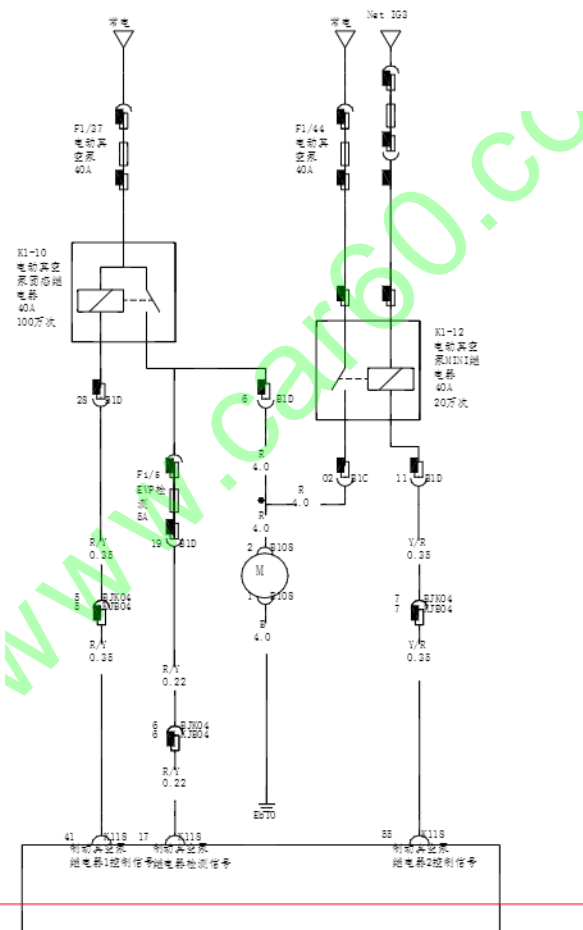 常电
常电
Net IG3
F1/37
电动真
空泵
40A
F1/44
电动真
空泵
40A
K1-10
电动真空
泵固态继
电器
40A
100万次
K1-12
电动真空
泵MINI继
电器
40A
20万次
28 B1D
6 B1D
F1/5
EVP检
测
5A
19 B1D
R
4.0
02 B1C
11 B1D
R
4.0
R
4.0
2 B10S
M
1 B10S
B
4.0
R/Y
0.35
Y/R
0.35
BJK04
XJB04
7 BJK04
7 XJB04
R/Y
0.35
Y/R
0.35
R/Y
0.22
6 BJK04
6 XJB04
R/Y
0.22
Eb10
41 K11S
17 K11S
K11S
制动真空泵
继电器1控制信号
制动真空泵
继电器检测信号
制动真空泵
继电器2控制信号
www.car60.co